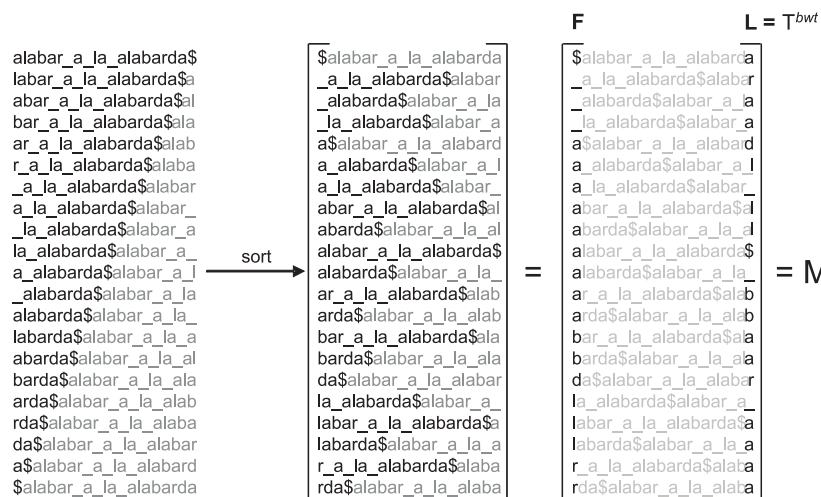 alabar_a_la_alabarda$
labar_a_la_alabarda$a
abar_a_la_alabarda$al
bar_a_la_alabarda$ala
ar_a_la_alabarda$alab
r_a_la_alabarda$alaba
_a_la_alabarda$alabar
a_la_alabarda$alabar_
_la_alabarda$alabar_a
la_alabarda$alabar_a_
a_alabarda$alabar_a_l
_alabarda$alabar_a_la
alabarda$alabar_a_la_
labarda$alabar_a_la_a
abarda$alabar_a_la_al
barda$alabar_a_la_ala
arda$alabar_a_la_alab
rda$alabar_a_la_alaba
da$alabar_a_la_alabar
a$alabar_a_la_alabard
$alabar_a_la_alabarda
sort
$alabar_a_la_alabarda
_a_la_alabarda$alabar
_alabarda$alabar_a_la
_la_alabarda$alabar_a
a$alabar_a_la_alabard
a_alabarda$alabar_a_l
a_la_alabarda$alabar_
abar_a_la_alabarda$al
abarda$alabar_a_la_al
alabar_a_la_alabarda$
alabarda$alabar_a_la_
ar_a_la_alabarda$alab
arda$alabar_a_la_alab
bar_a_la_alabarda$ala
barda$alabar_a_la_ala
da$alabar_a_la_alabar
la_alabarda$alabar_a_
labar_a_la_alabarda$a
labarda$alabar_a_la_a
r_a_la_alabarda$alaba
rda$alabar_a_la_alaba
=
F L = T^bwt
$alabar_a_la_alabarda
_a_la_alabarda$alabar
_alabarda$alabar_a_la
_la_alabarda$alabar_a
a$alabar_a_la_alabard
a_alabarda$alabar_a_l
a_la_alabarda$alabar_
abar_a_la_alabarda$al
abarda$alabar_a_la_al
alabar_a_la_alabarda$
alabarda$alabar_a_la_
ar_a_la_alabarda$alab
arda$alabar_a_la_alab
bar_a_la_alabarda$ala
barda$alabar_a_la_ala
da$alabar_a_la_alabar
la_alabarda$alabar_a_
labar_a_la_alabarda$a
labarda$alabar_a_la_a
r_a_la_alabarda$alaba
rda$alabar_a_la_alaba
= M